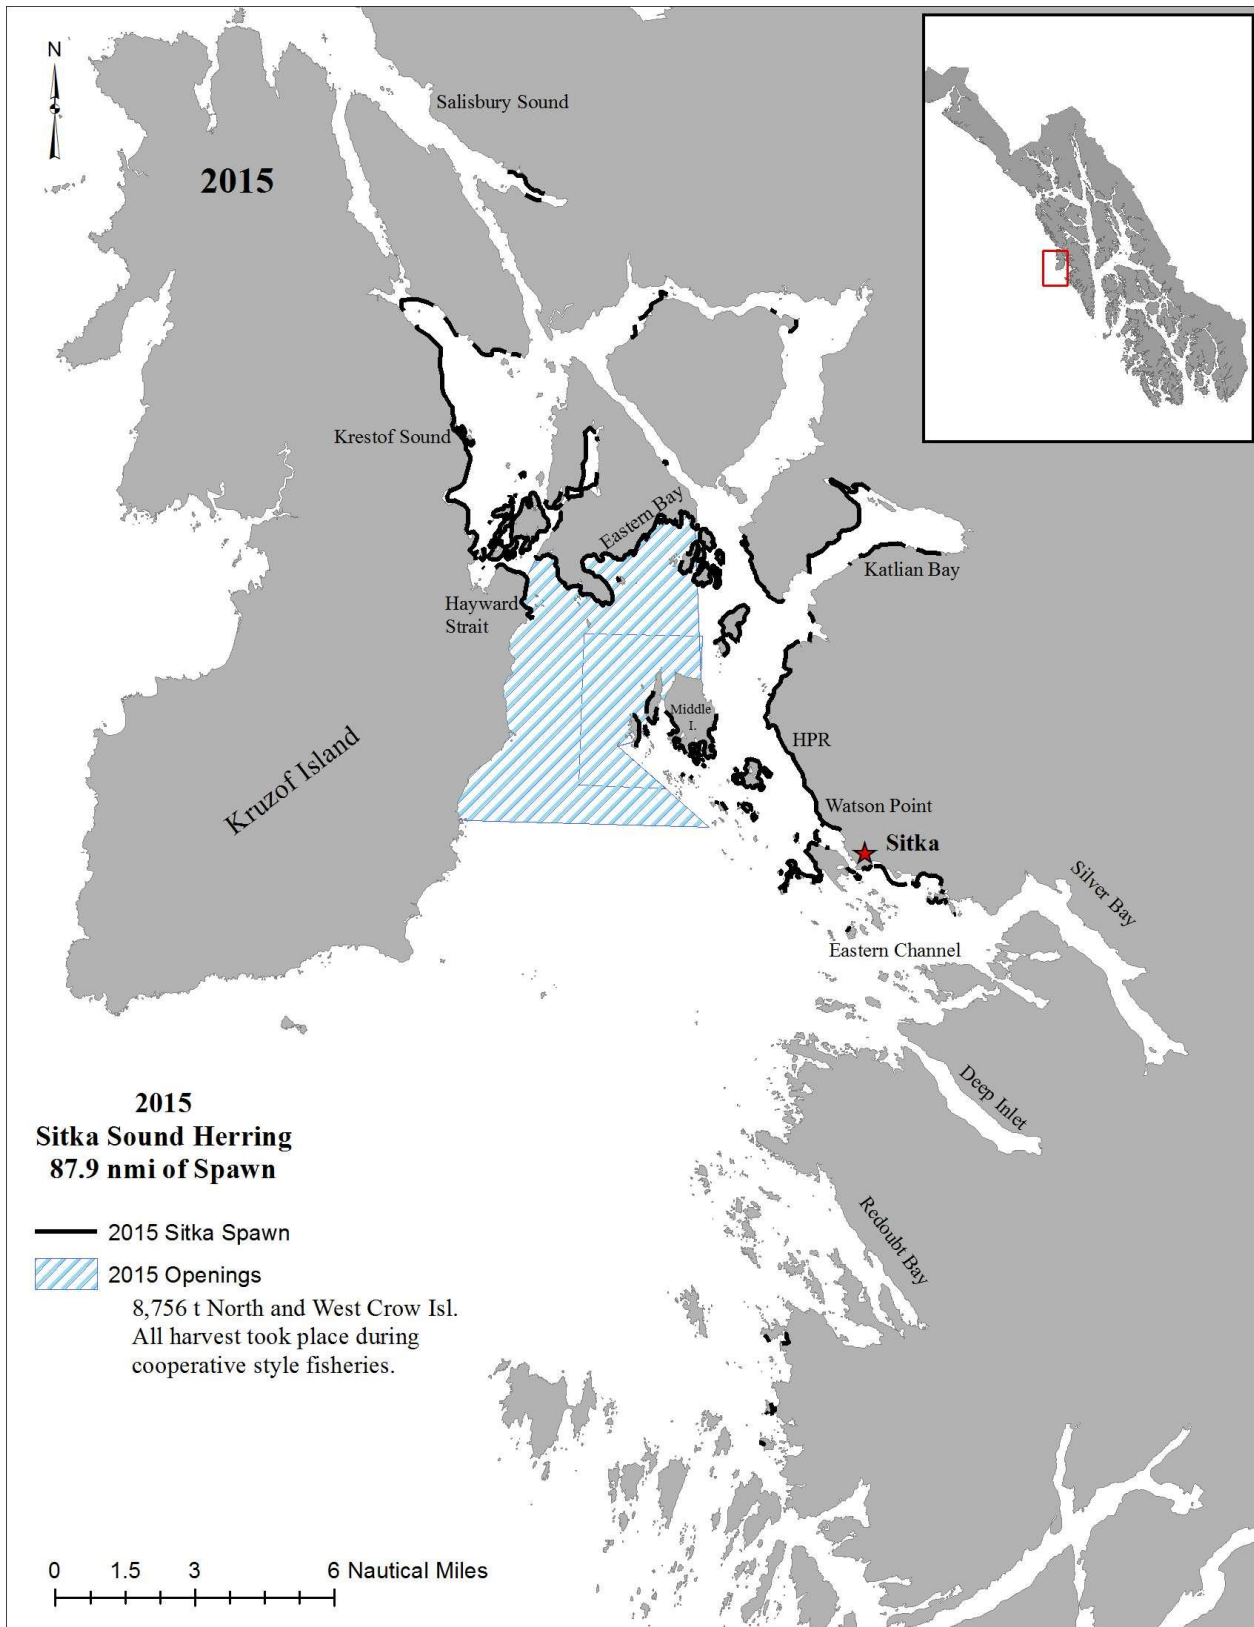 N
Salisbury Sound
2015
Krestof Sound
Eastern Bay
Katlian Bay
Hayward
Strait
Middle
I.
HPR
Kruzof Island
Watson Point
Sitka
Silver Bay
Eastern Channel
Deep Inlet
Redoubt Bay
2015
Sitka Sound Herring
87.9 nmi of Spawn
2015 Sitka Spawn
2015 Openings
8,756 t North and West Crow Isl.
All harvest took place during
cooperative style fisheries.
0 1.5 3 6 Nautical Miles